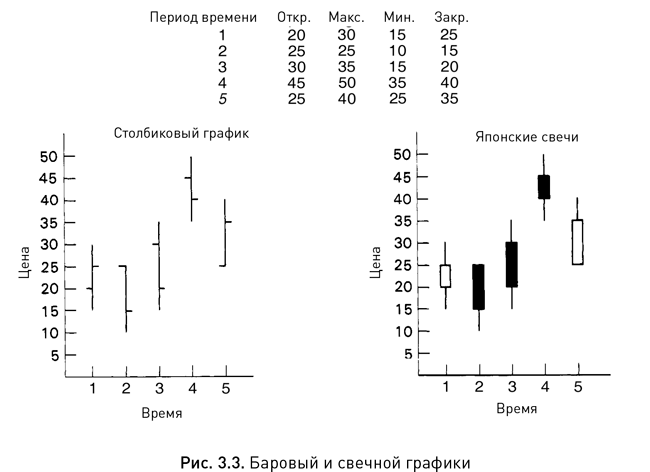 Период времени Откр. Макс. Мин. Закр.
1 20 30 15 25
2 25 25 10 15
3 30 35 15 20
4 45 50 35 40
5 25 40 25 35
Столбиковый график
50
45
40
35
30
25
20
15
10
5
Цена
1 2 3 4 5
Время
Японские свечи
50
45
40
35
30
25
20
15
10
5
Цена
1 2 3 4 5
Время
Рис. 3.3. Баровый и свечной графики